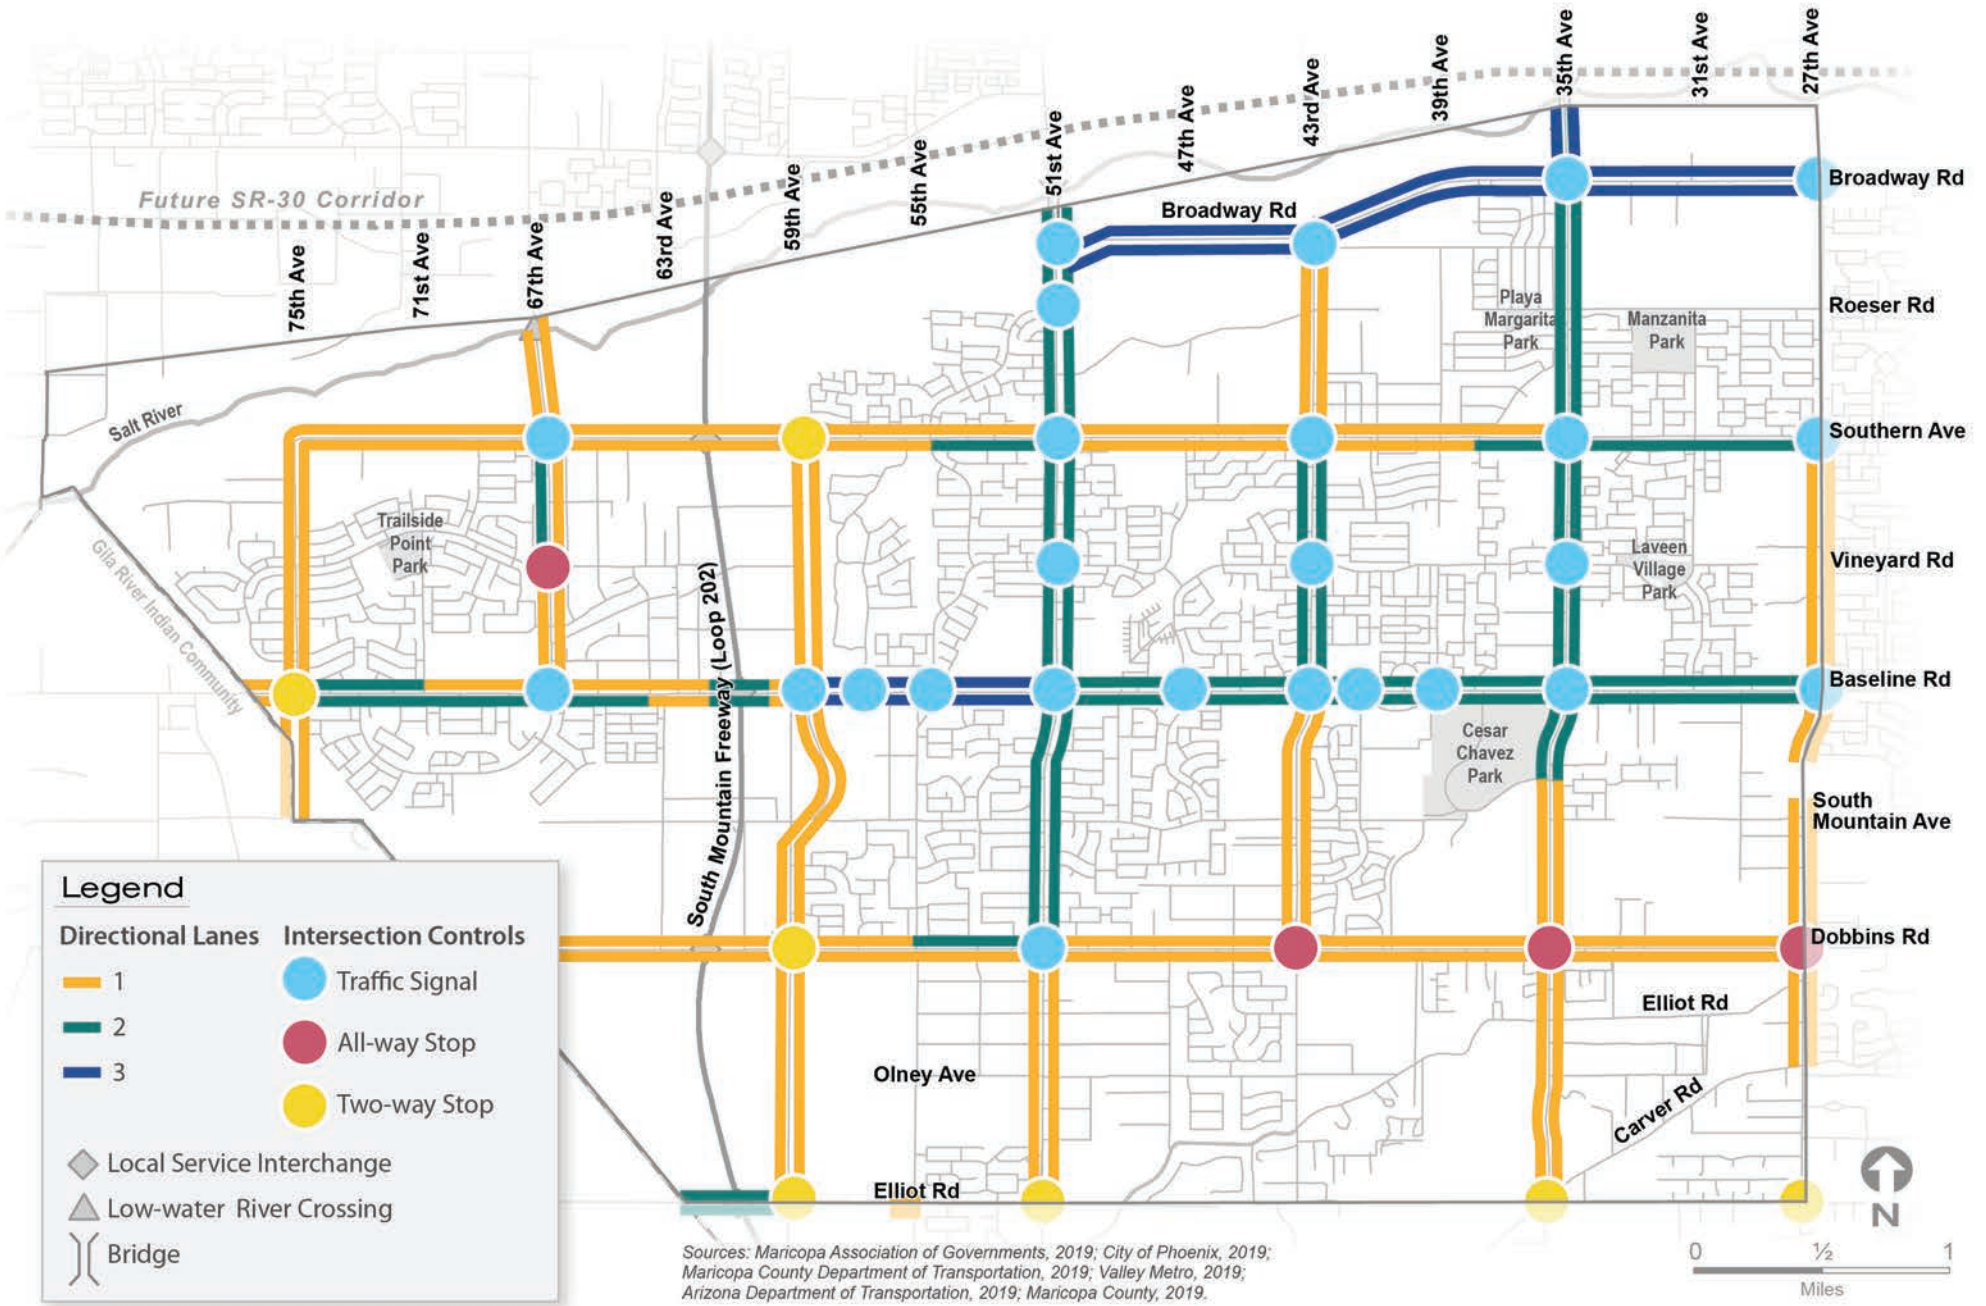 75th Ave
71st Ave
67th Ave
63rd Ave
59th Ave
55th Ave
51st Ave
47th Ave
43rd Ave
39th Ave
35th Ave
31st Ave
27th Ave
Future SR-30 Corridor
Broadway Rd
Broadway Rd
Roeser Rd
Playa
Margarita
Park
Manzanita
Park
Salt River
Southern Ave
Trailside
Point
Park
Gila River Indian Community
South Mountain Freeway (Loop 202)
Laveen
Village
Park
Vineyard Rd
Baseline Rd
Cesar
Chavez
Park
South
Mountain Ave
Dobbins Rd
Elliot Rd
Olney Ave
Carver Rd
Elliot Rd
Legend
Directional Lanes
1
2
3
Intersection Controls
Traffic Signal
All-way Stop
Two-way Stop
Local Service Interchange
Low-water River Crossing
Bridge
Sources: Maricopa Association of Governments, 2019; City of Phoenix, 2019;
Maricopa County Department of Transportation, 2019; Valley Metro, 2019;
Arizona Department of Transportation, 2019; Maricopa County, 2019.
N
0 ½ 1
Miles